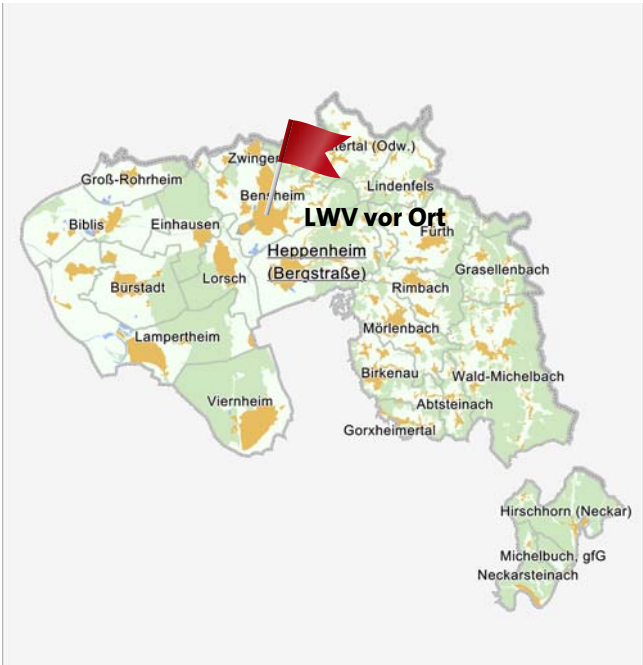 tertal (Odw.)
Zwingen
Groß-Rohrheim
Lindenfels
Bensheim
LWV vor Ort
Biblis
Einhausen
Fürth
Heppenheim
(Bergstraße)
Grasellenbach
Lorsch
Bürstadt
Rimbach
Mörlenbach
Lampertheim
Birkenau
Wald-Michelbach
Viernheim
Abtsteinach
Gorxheimertal
Hirschhorn (Neckar)
Michelbuch, gfG
Neckarsteinach